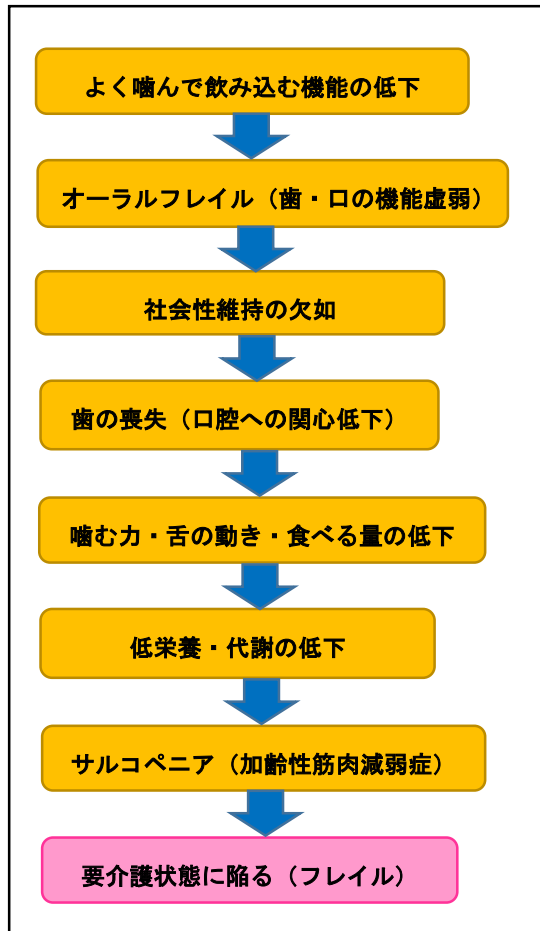 よく噛んで飲み込む機能の低下
オーラルフレイル（歯・口の機能虚弱）
社会性維持の欠如
歯の喪失（口腔への関心低下）
噛む力・舌の動き・食べる量の低下
低栄養・代謝の低下
サルコペニア（加齢性筋肉減弱症）
要介護状態に陥る（フレイル）